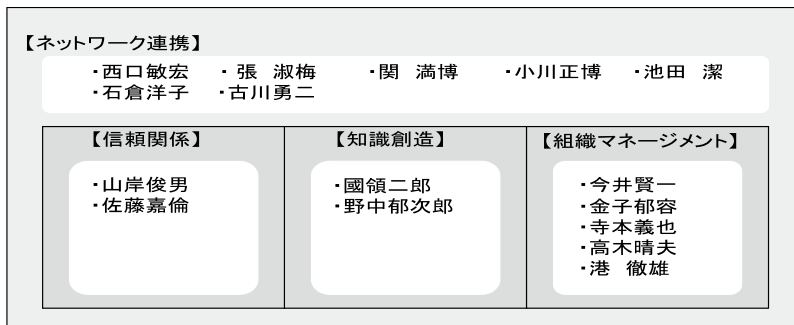 【ネットワーク連携】
・西口敏宏 ・張 淑梅 ・関 満博 ・小川正博 ・池田 潔
・石倉洋子 ・古川勇二
【信頼関係】
・山岸俊男
・佐藤嘉倫
【知識創造】
・國領二郎
・野中郁次郎
【組織マネージメント】
・今井賢一
・金子郁容
・寺本義也
・高木晴夫
・港 徹雄